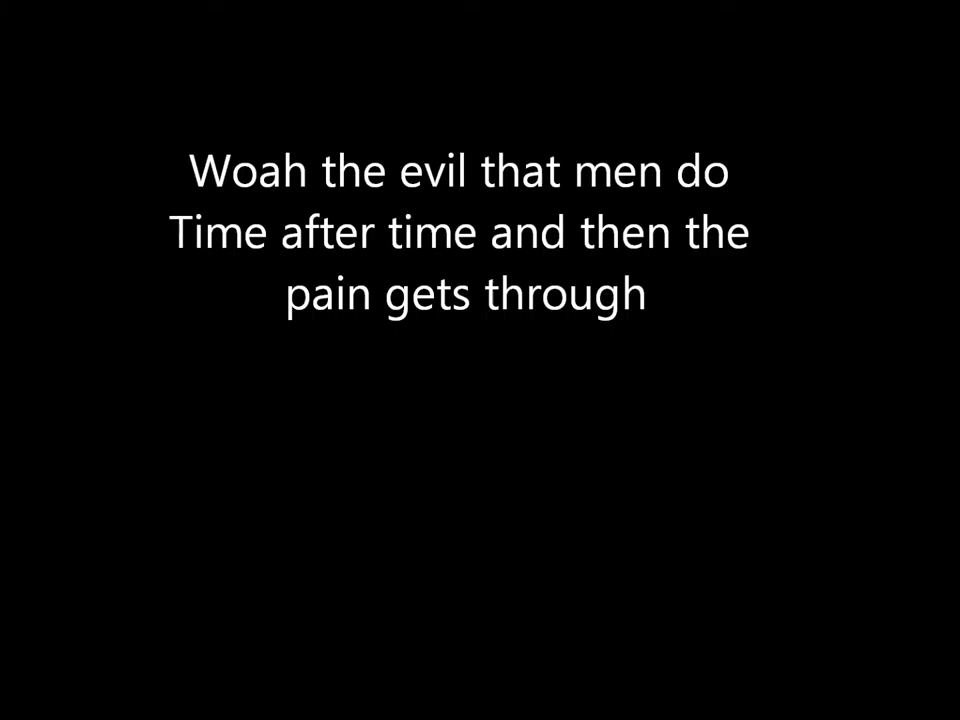 Woah the evil that men do
Time after time and then the
pain gets through